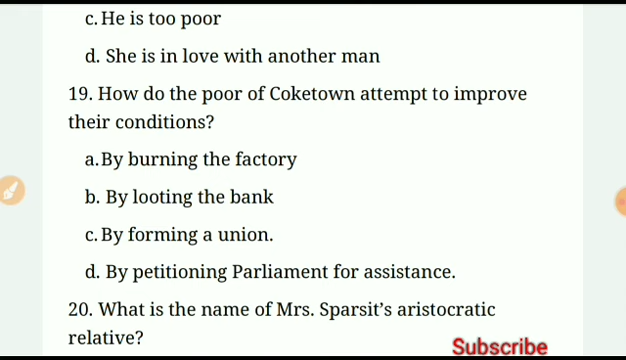 c. He is too poor
d. She is in love with another man
19. How do the poor of Coketown attempt to improve
their conditions?
a. By burning the factory
b. By looting the bank
c. By forming a union.
d. By petitioning Parliament for assistance.
20. What is the name of Mrs. Sparsit’s aristocratic
relative?
Subscribe